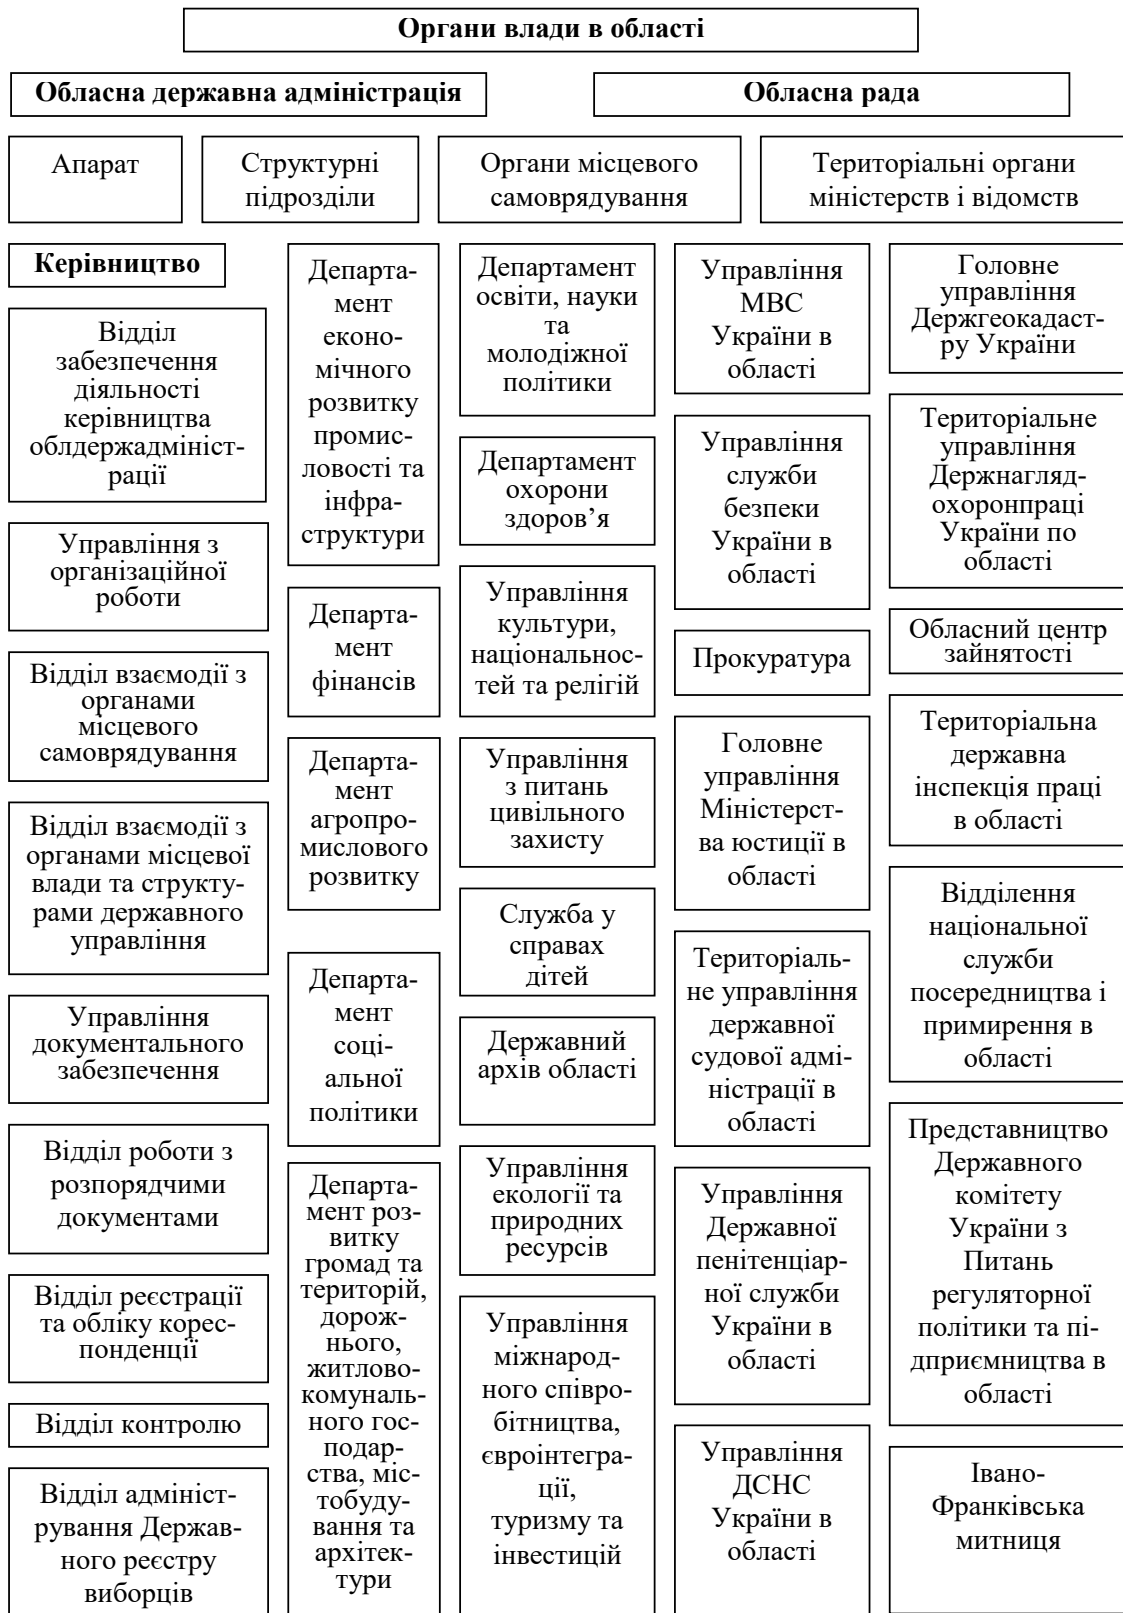 Органи влади в області
Обласна державна адміністрація
Обласна рада
Апарат
Структурні
підрозділи
Органи місцевого
самоврядування
Територіальні органи
міністерств і відомств
Керівництво
Відділ
забезпечення
діяльності
керівництва
облдержадмініст-
рації
Управління з
організаційної
роботи
Відділ взаємодії з
органами
місцевого
самоврядування
Відділ взаємодії з
органами місцевої
влади та структу-
рами державного
управління
Управління
документального
забезпечення
Відділ роботи з
розпорядчими
документами
Відділ реєстрації
та обліку корес-
понденції
Відділ контролю
Відділ адмініст-
рування Держав-
ного реєстру
виборців
Департа-
мент
еконо-
мічного
розвитку
промис-
ловості та
інфра-
структури
Департа-
мент
фінансів
Департа-
мент
агропро-
мислового
розвитку
Департа-
мент
соці-
альної
політики
Департа-
мент роз-
витку
громад та
територій,
дорож-
нього,
житлово-
комуналь-
ного гос-
подар-
ства, міс-
тобуду-
вання та
архітек-
тури
Департамент
освіти, науки
та
молодіжної
політики
Департамент
охорони
здоров’я
Управління
культури,
національнос-
тей та релігій
Управління
з питань
цивільного
захисту
Служба у
справах
дітей
Державний
архів області
Управління
екології та
природних
ресурсів
Управління
міжнарод-
ного співро-
бітництва,
євроінтегра-
ції,
туризму та
інвестицій
Управління
МВС
України в
області
Управління
служби
безпеки
України в
області
Прокуратура
Головне
управління
Міністерст-
ва юстиції в
області
Територіаль-
не управління
державної
судової адмі-
ністрації в
області
Управління
Державної
пенітенціар-
ної служби
України в
області
Управління
ДСНС
України в
області
Головне
управління
Держгеокадаст-
ру України
Територіальне
управління
Держнагляд-
охоронпраці
України по
області
Обласний центр
зайнятості
Територіальна
державна
інспекція праці
в області
Відділення
національної
служби
посередництва і
примирення в
області
Представництво
Державного
комітету
України з
Питань
регуляторної
політики та пі-
дприємництва в
області
Івано-
Франківська
митниця